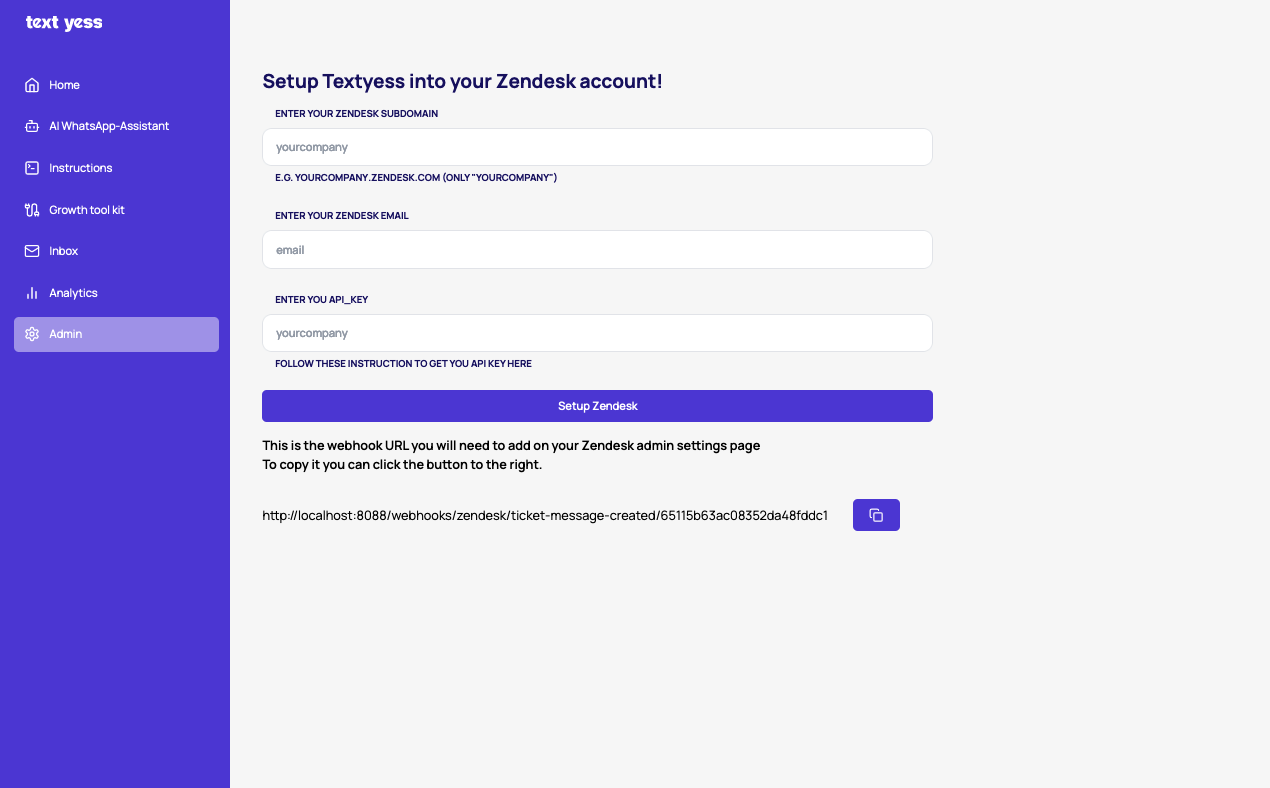 text yess
Home
AI WhatsApp-Assistant
Instructions
Growth tool kit
Inbox
Analytics
Admin
Setup Textyess into your Zendesk account!
ENTER YOUR ZENDESK SUBDOMAIN
yourcompany
E.G. YOURCOMPANY.ZENDESK.COM (ONLY "YOURCOMPANY")
ENTER YOUR ZENDESK EMAIL
email
ENTER YOU API_KEY
yourcompany
FOLLOW THESE INSTRUCTION TO GET YOU API KEY HERE
Setup Zendesk
This is the webhook URL you will need to add on your Zendesk admin settings page
To copy it you can click the button to the right.
http://localhost:8088/webhooks/zendesk/ticket-message-created/65115b63ac08352da48fddc1